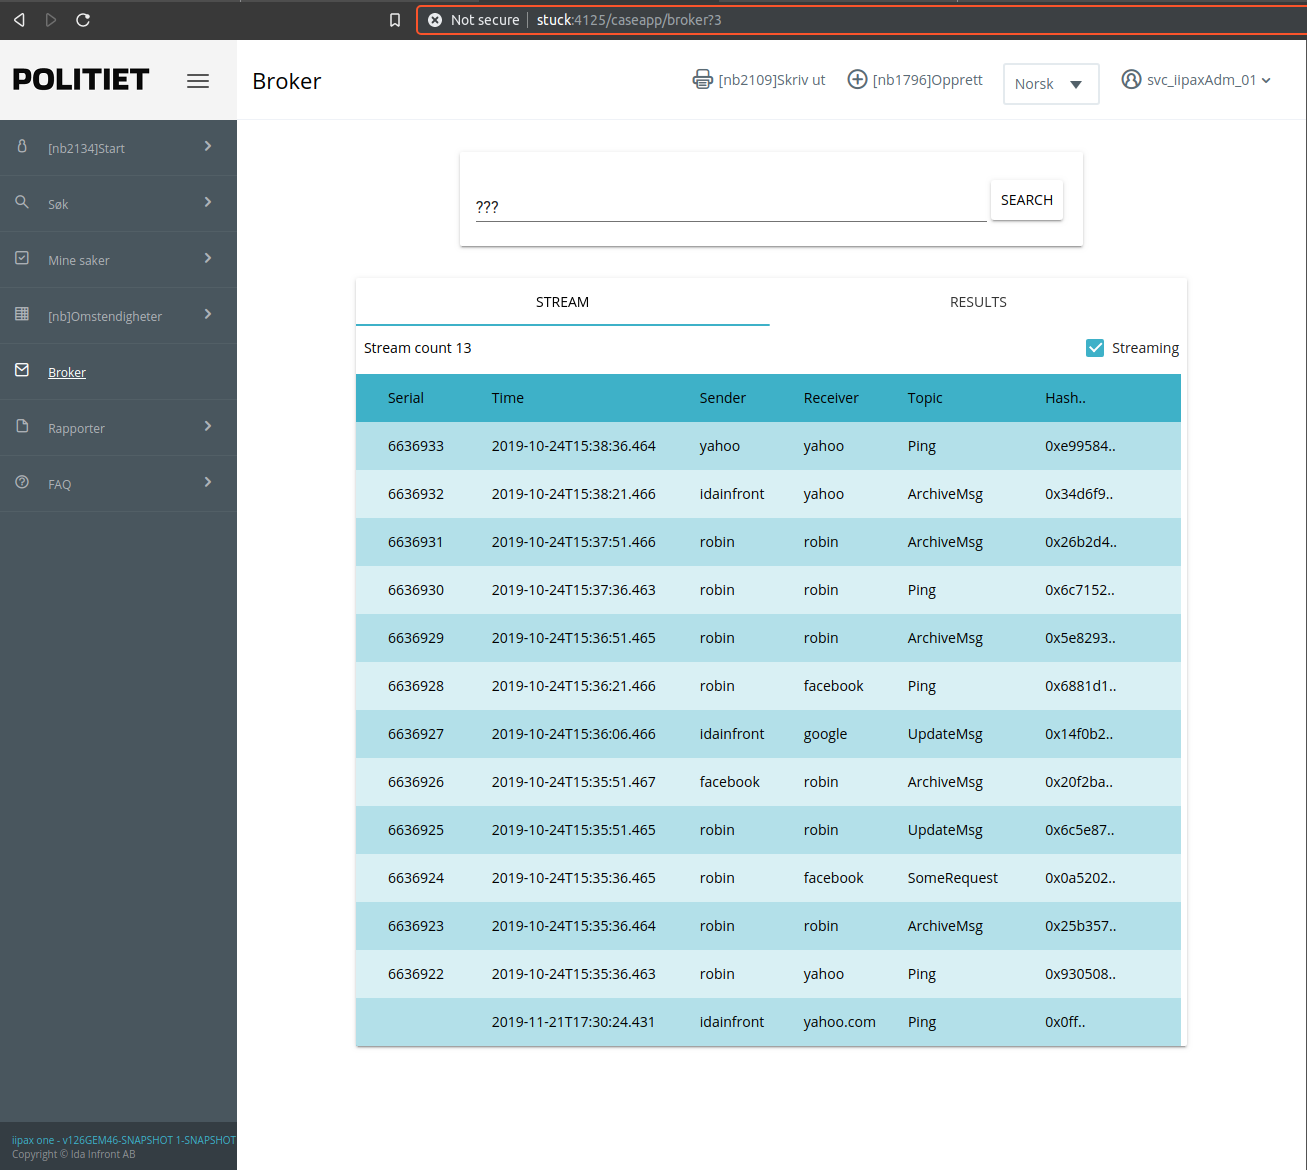 Not secure stuck:4125/caseapp/broker?3
POLITIET
Broker
[nb2109]Skriv ut
[nb1796]Opprett
Norsk
svc_iipaxAdm_01
[nb2134]Start
Søk
Mine saker
[nb]Omstendigheter
Broker
Rapporter
FAQ
???
SEARCH
STREAM RESULTS
Stream count 13 Streaming
Serial Time Sender Receiver Topic Hash..
6636933 2019-10-24T15:38:36.464 yahoo yahoo Ping 0xe99584..
6636932 2019-10-24T15:38:21.466 idainfront yahoo ArchiveMsg 0x34d6f9..
6636931 2019-10-24T15:37:51.466 robin robin ArchiveMsg 0x26b2d4..
6636930 2019-10-24T15:37:36.463 robin robin Ping 0x6c7152..
6636929 2019-10-24T15:36:51.465 robin robin ArchiveMsg 0x5e8293..
6636928 2019-10-24T15:36:21.466 robin facebook Ping 0x6881d1..
6636927 2019-10-24T15:36:06.466 idainfront google UpdateMsg 0x14f0b2..
6636926 2019-10-24T15:35:51.467 facebook robin ArchiveMsg 0x20f2ba..
6636925 2019-10-24T15:35:51.465 robin robin UpdateMsg 0x6c5e87..
6636924 2019-10-24T15:35:36.465 robin facebook SomeRequest 0x0a5202..
6636923 2019-10-24T15:35:36.464 robin robin ArchiveMsg 0x25b357..
6636922 2019-10-24T15:35:36.463 robin yahoo Ping 0x930508..
2019-11-21T17:30:24.431 idainfront yahoo.com Ping 0x0ff..
iipax one - v126GEM46-SNAPSHOT 1-SNAPSHOT
Copyright © Ida Infront AB